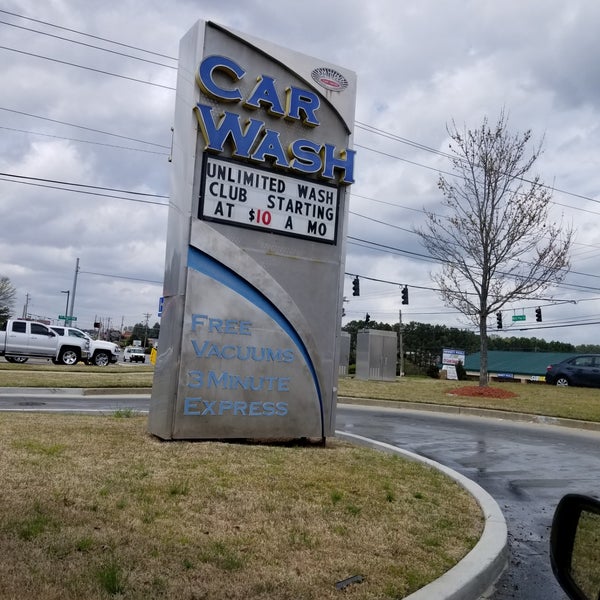 CAR
WASH
UNLIMITED WASH
CLUB STARTING
AT $10 A MO
FREE
VACUUMS
3 MINUTE
EXPRESS